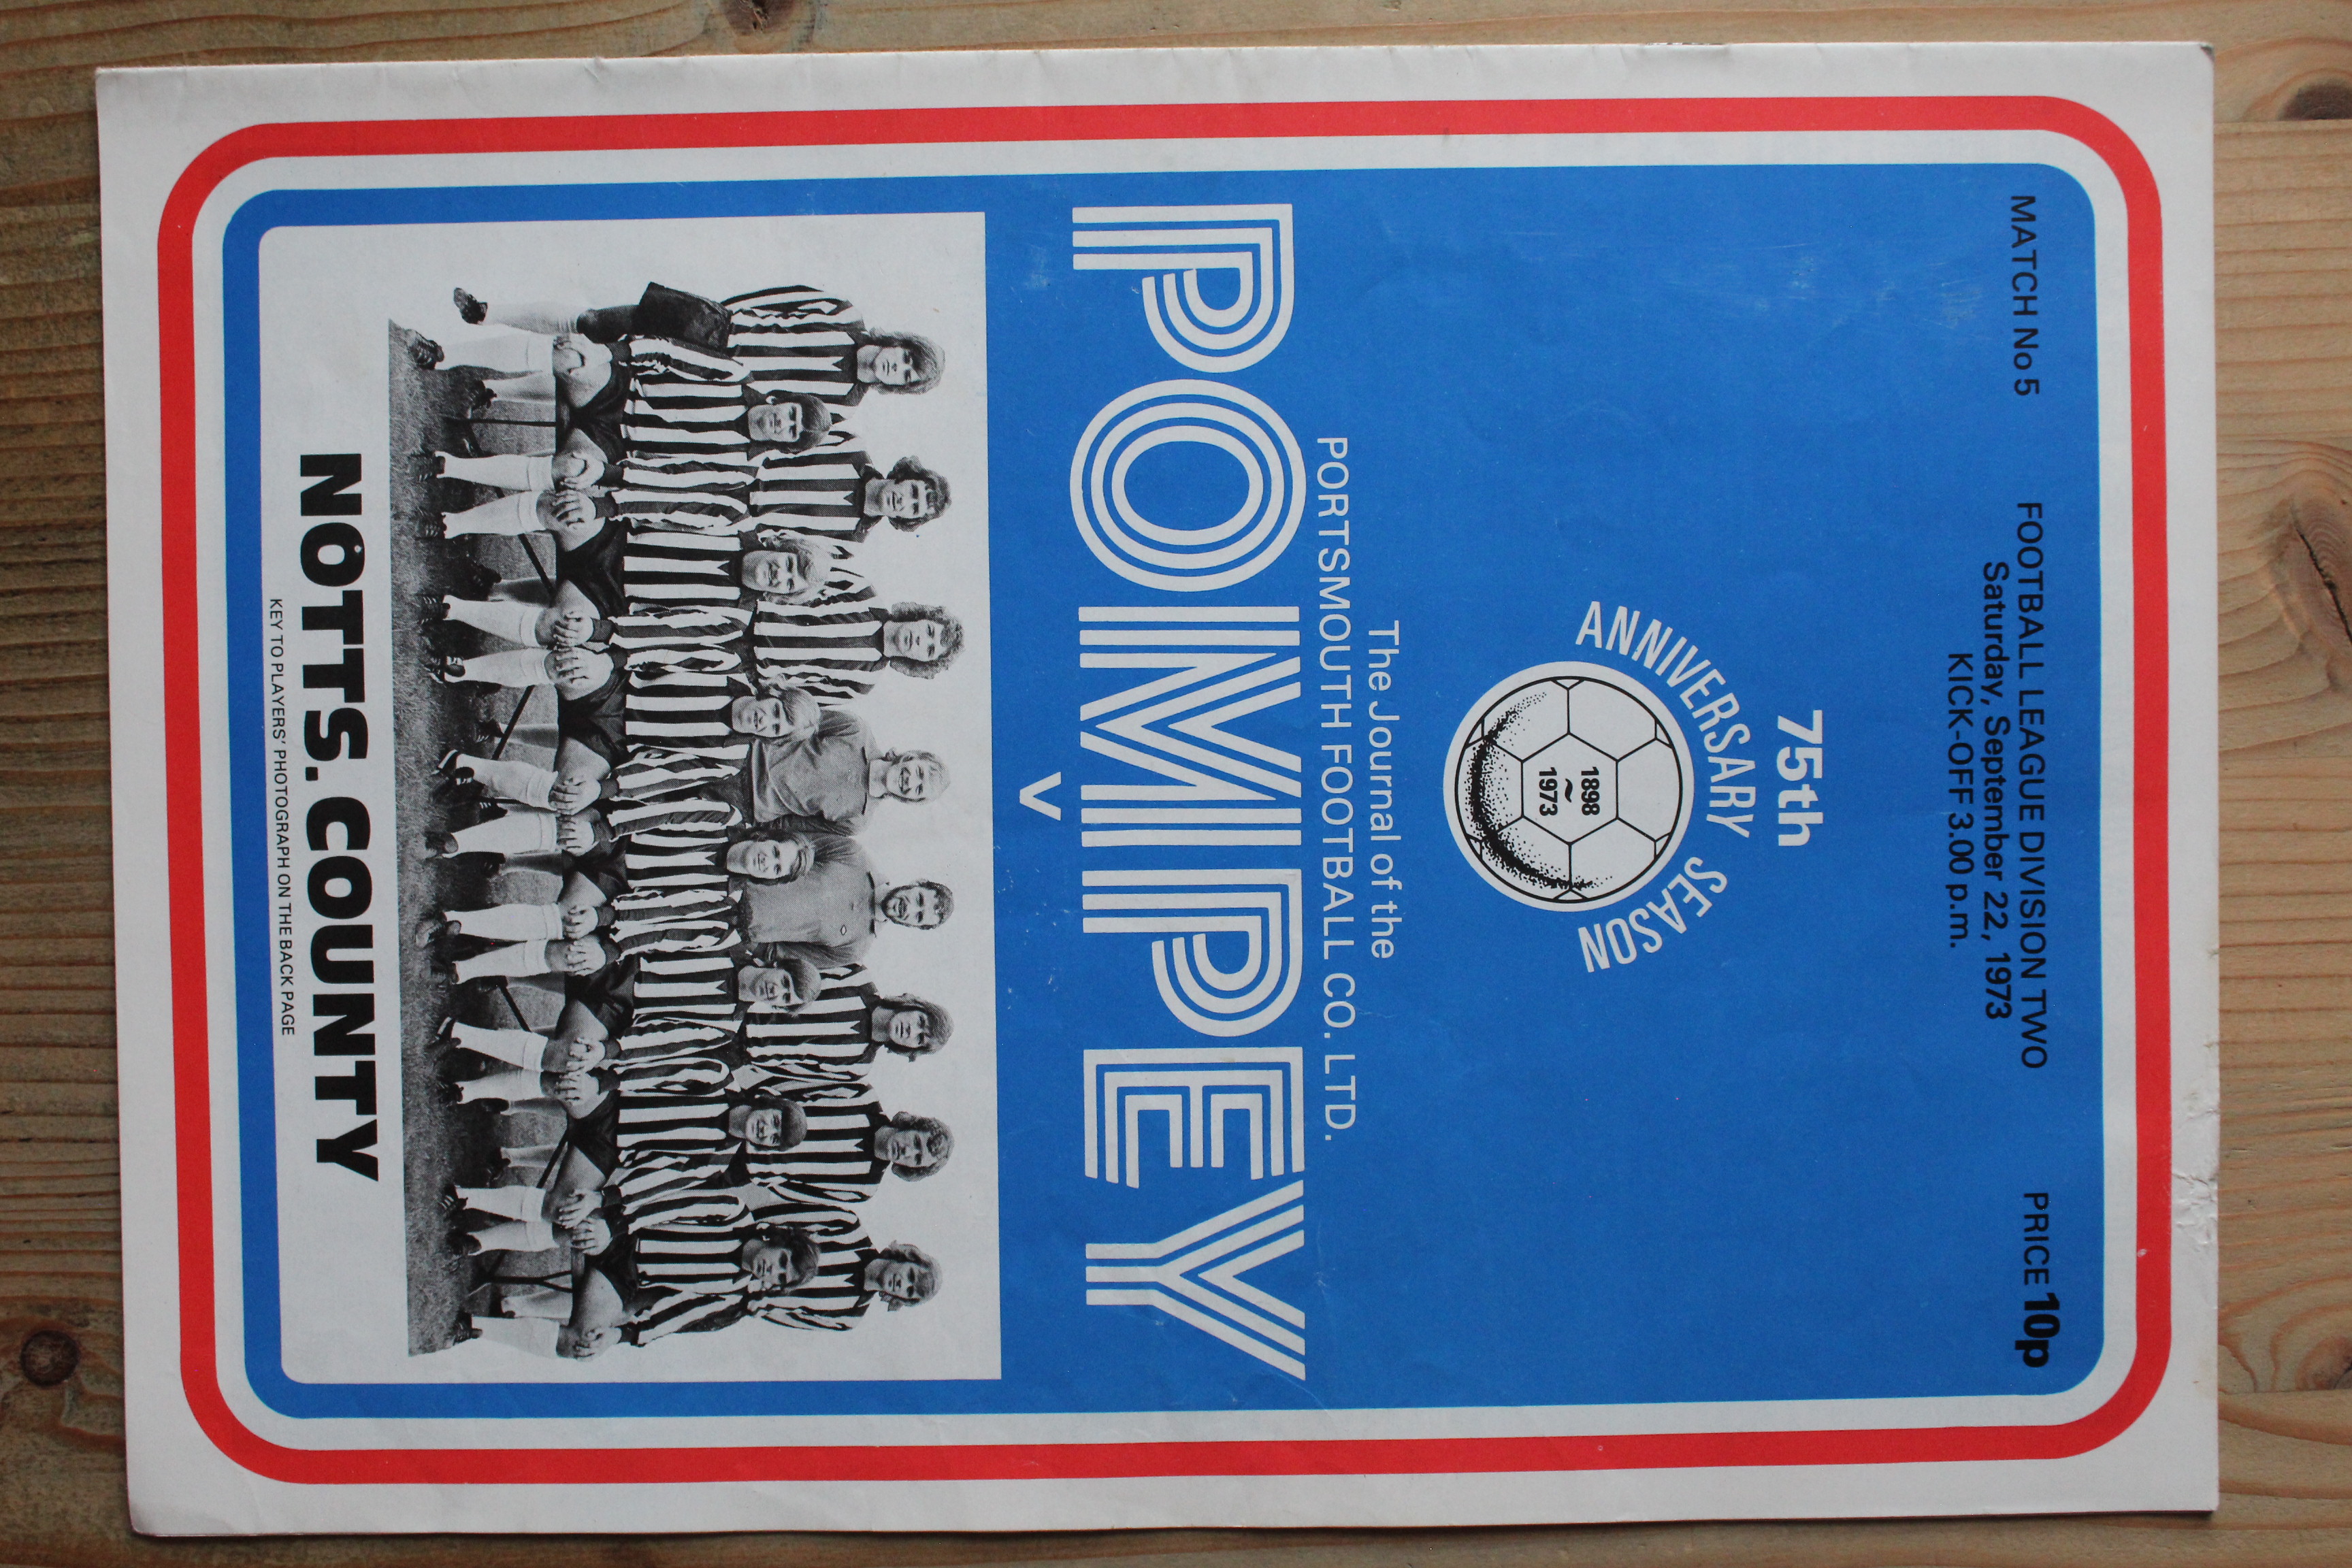 MATCH No 5 FOOTBALL LEAGUE DIVISION TWO PRICE 10p
Saturday, September 22, 1973
KICK-OFF 3.00 p.m.
75th
ANNIVERSARY SEASON
1898
~
1973
The Journal of the
PORTSMOUTH FOOTBALL CO. LTD.
POMPEY
v
NOTTS. COUNTY
KEY TO PLAYERS' PHOTOGRAPH ON THE BACK PAGE